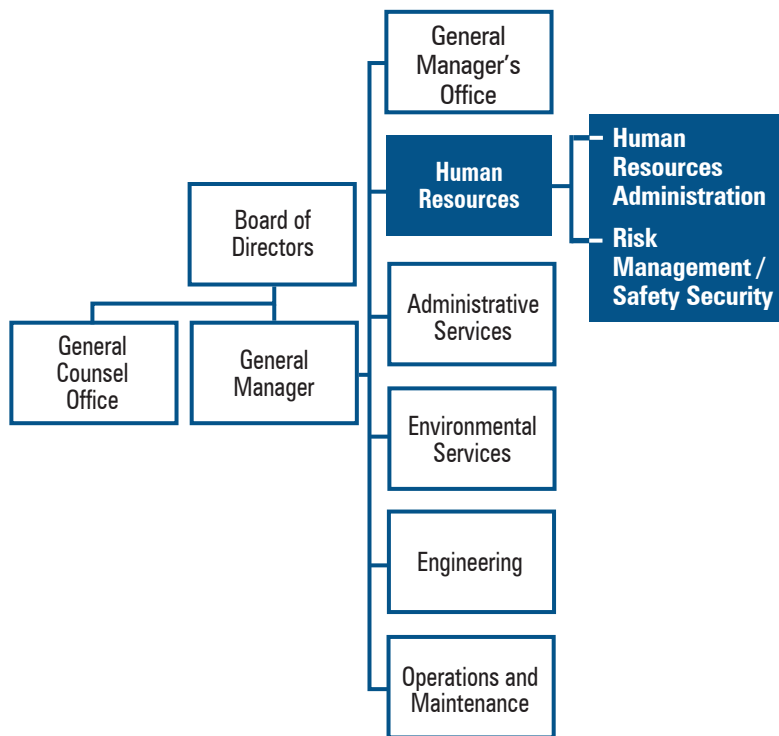 General
Manager's
Office
Human
Resources
Human
Resources
Administration
Risk
Management /
Safety Security
Board of
Directors
General
Counsel
Office
General
Manager
Administrative
Services
Environmental
Services
Engineering
Operations and
Maintenance